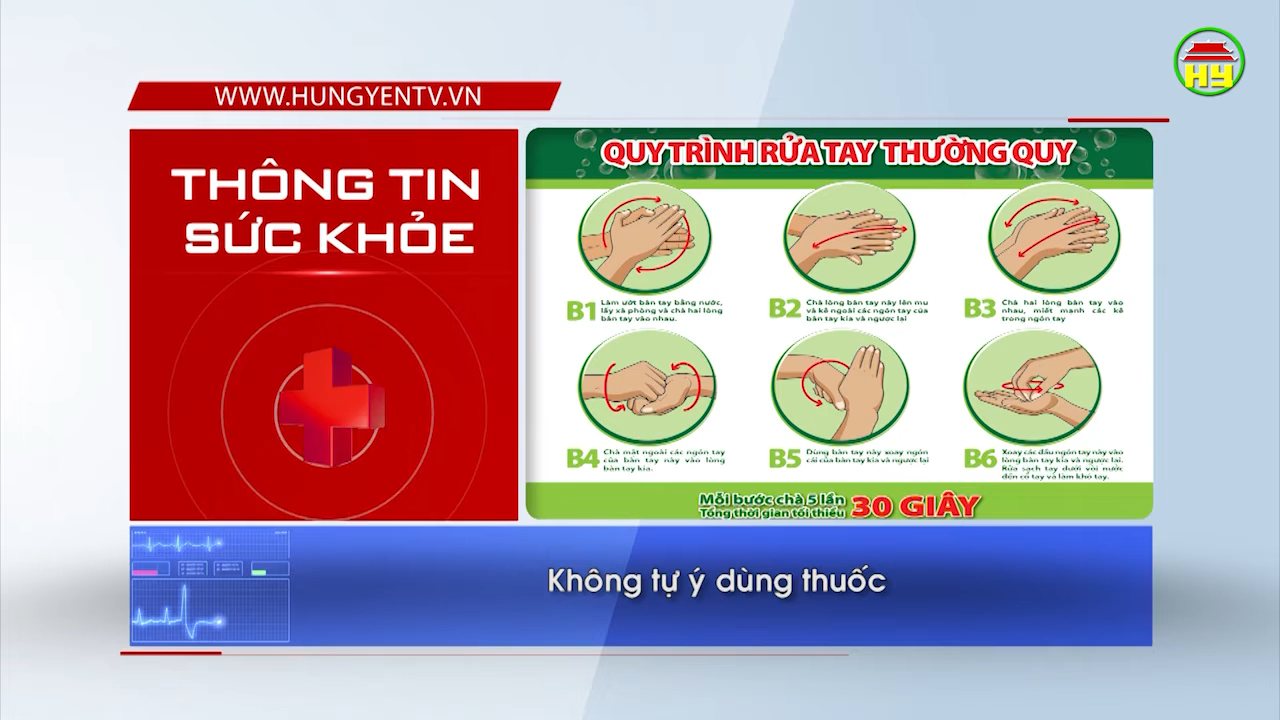 WWW.HUNGYENTV.VN
HY
THÔNG TIN
SỨC KHỎE
QUY TRÌNH RỬA TAY THƯỜNG QUY
B1 Làm ướt bàn tay bằng nước,
lấy xà phòng và chà hai lòng
bàn tay vào nhau.
B2 Chà lòng bàn tay này lên mu
và kẽ ngoài các ngón tay của
bàn tay kia và ngược lại
B3 Chà hai lòng bàn tay vào
nhau, miết mạnh các kẽ
trong ngón tay
B4 Chà mặt ngoài các ngón tay
của bàn tay này vào lòng
bàn tay kia.
B5 Dùng bàn tay này xoay ngón
cái của bàn tay kia và ngược lại
B6 Xoay các đầu ngón tay này vào
lòng bàn tay kia và ngược lại.
Rửa sạch tay dưới vòi nước
đến cổ tay và làm khô tay.
Mỗi bước chà 5 lần
Tổng thời gian tối thiểu 30 GIÂY
Không tự ý dùng thuốc